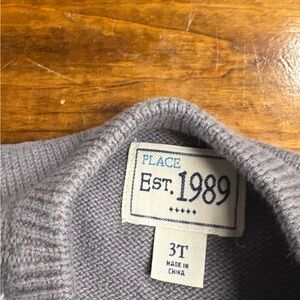 PLACE
EST. 1989
3T
MADE IN
CHINA